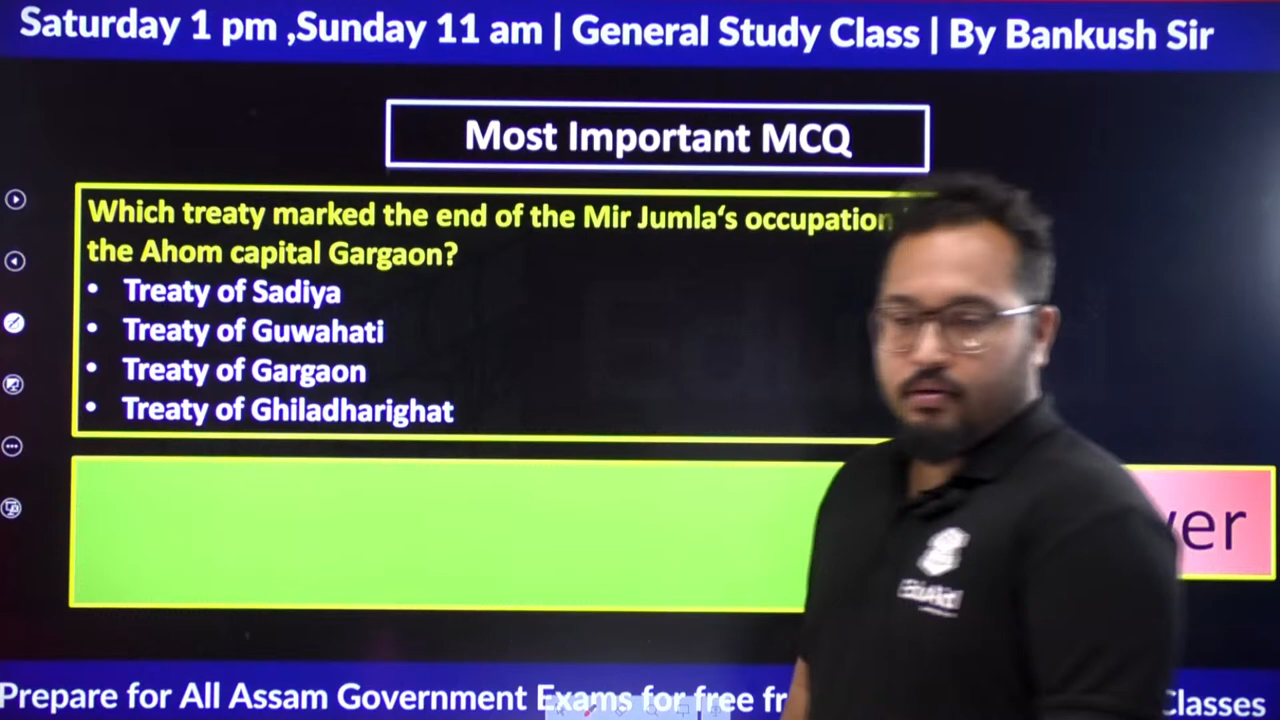 Saturday 1 pm ,Sunday 11 am | General Study Class | By Bankush Sir
Most Important MCQ
Which treaty marked the end of the Mir Jumla‘s occupation
the Ahom capital Gargaon?
• Treaty of Sadiya
• Treaty of Guwahati
• Treaty of Gargaon
• Treaty of Ghiladharighat
Prepare for All Assam Government Exams for free
Classes